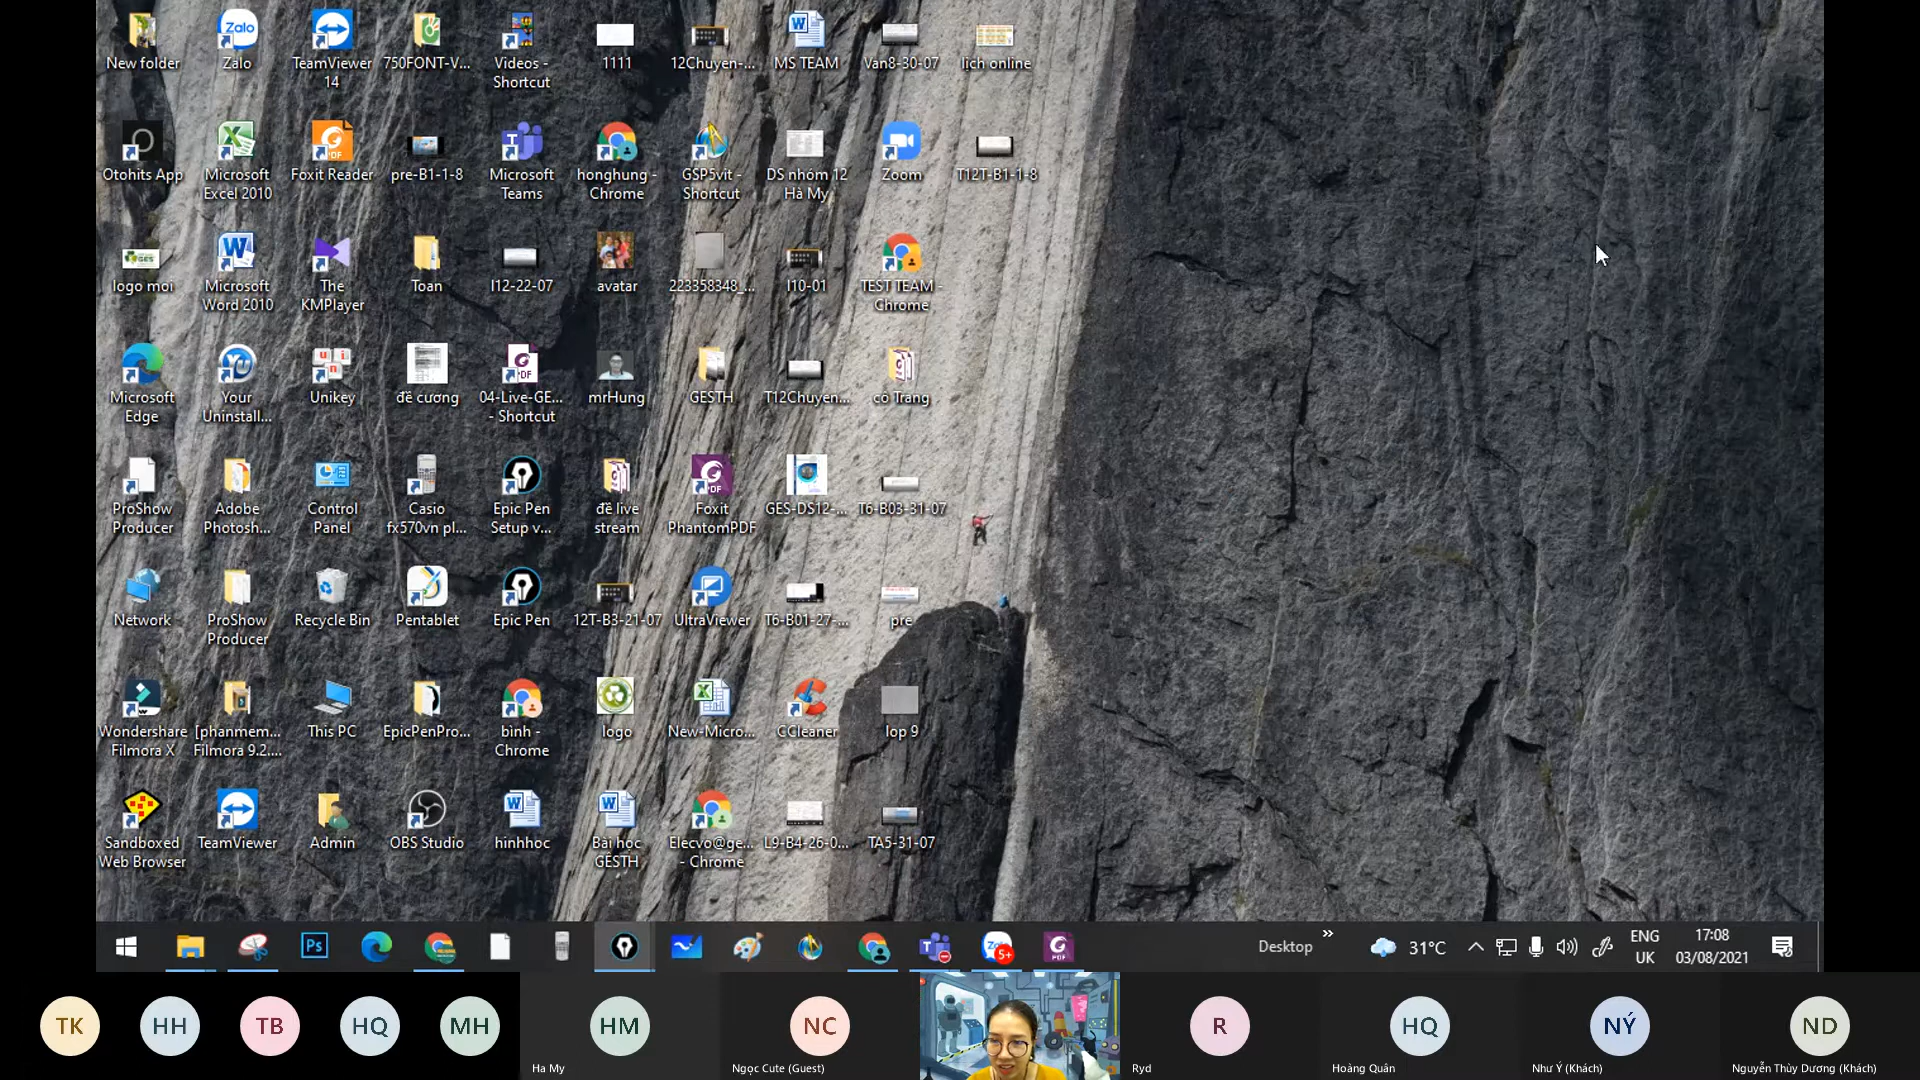 New folder
Zalo
TeamViewer
14
750FONT-V...
Videos -
Shortcut
1111
12Chuyen-...
MS TEAM
Van8-30-07
lich online
Otohits App
Microsoft
Excel 2010
Foxit Reader
pre-B1-1-8
Microsoft
Teams
honghung -
Chrome
GSP5vit -
Shortcut
DS nhóm 12
Hà My
Zoom
T12T-B1-1-8
logo moi
Microsoft
Word 2010
The
KMPlayer
Toan
I12-22-07
avatar
223358348_...
I10-01
TEST TEAM -
Chrome
Microsoft
Edge
Your
Uninstall...
Unikey
đề cương
04-Live-GE...
- Shortcut
mrHung
GESTH
T12Chuyen...
cô Trang
ProShow
Producer
Adobe
Photosh...
Control
Panel
Casio
fx570vn pl...
Epic Pen
Setup v...
đề live
stream
Foxit
PhantomPDF
GES-DS12-...
T6-B03-31-07
Network
ProShow
Producer
Recycle Bin
Pentablet
Epic Pen
12T-B3-21-07
UltraViewer
T6-B01-27-...
pre
Wondershare
Filmora X
[phanmem...
Filmora 9.2....
This PC
EpicPenPro...
bình -
Chrome
logo
New-Micro...
CCleaner
lop 9
Sandboxed
Web Browser
TeamViewer
Admin
OBS Studio
hinhhoc
Bài học
GESTH
Elecvo@ge...
- Chrome
L9-B4-26-0...
TA5-31-07
Ps
5+
PDF
Desktop
31°C
ENG
UK
17:08
03/08/2021
TK
HH
TB
HQ
MH
HM
Ha My
NC
Ngọc Cute (Guest)
R
Ryd
HQ
Hoàng Quân
NÝ
Như Ý (Khách)
ND
Nguyễn Thùy Dương (Khách)